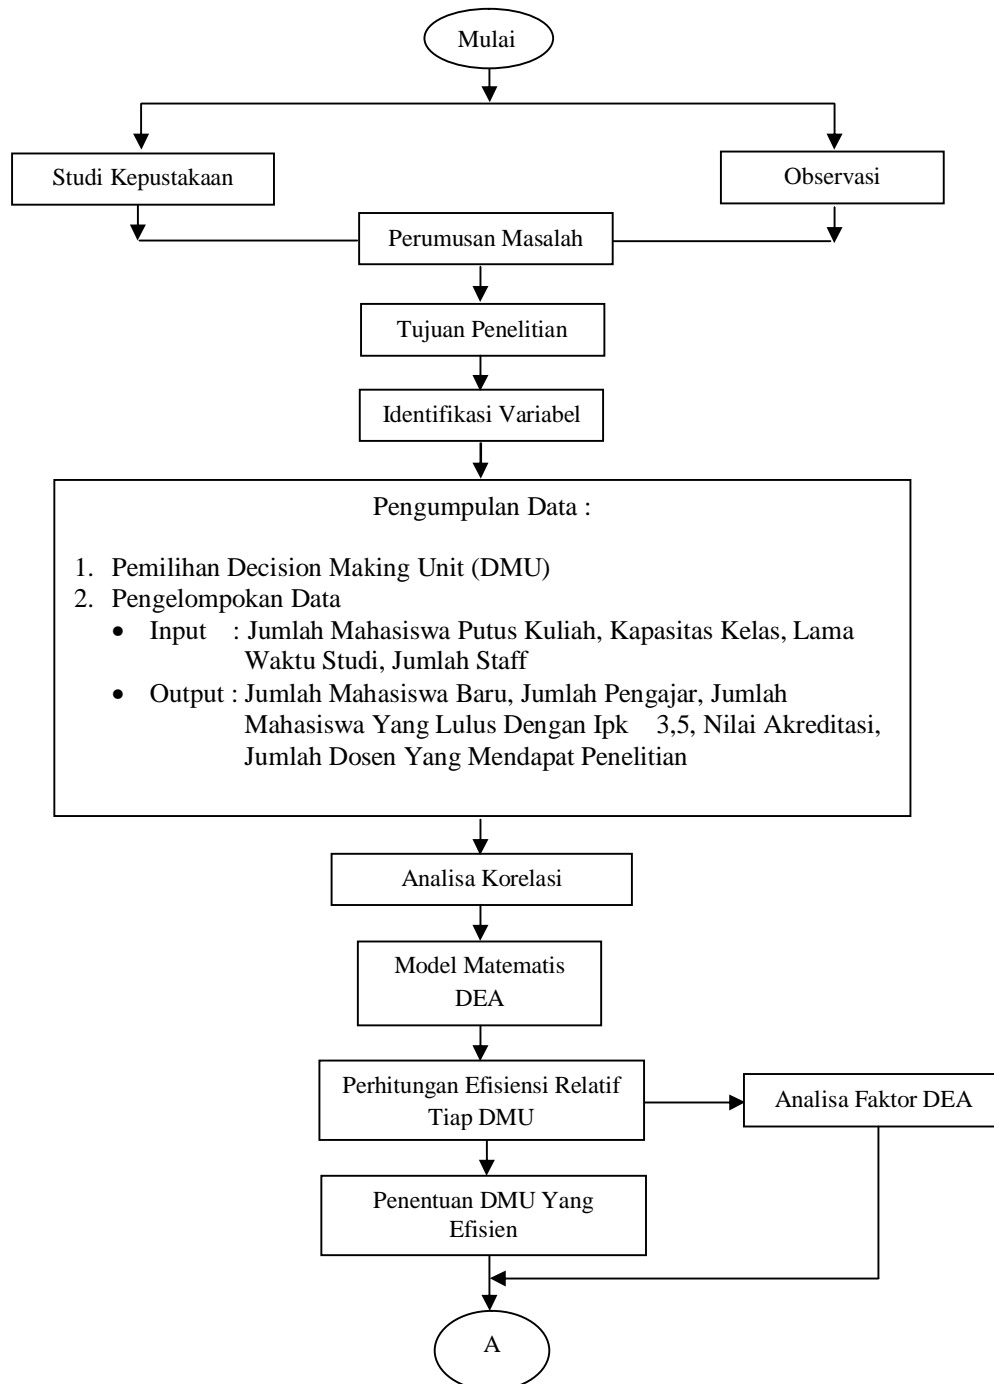 Mulai
Studi Kepustakaan
Observasi
Perumusan Masalah
Tujuan Penelitian
Identifikasi Variabel
Pengumpulan Data :
1. Pemilihan Decision Making Unit (DMU)
2. Pengelompokan Data
• Input : Jumlah Mahasiswa Putus Kuliah, Kapasitas Kelas, Lama
Waktu Studi, Jumlah Staff
• Output : Jumlah Mahasiswa Baru, Jumlah Pengajar, Jumlah
Mahasiswa Yang Lulus Dengan Ipk 3,5, Nilai Akreditasi,
Jumlah Dosen Yang Mendapat Penelitian
Analisa Korelasi
Model Matematis
DEA
Perhitungan Efisiensi Relatif
Tiap DMU
Analisa Faktor DEA
Penentuan DMU Yang
Efisien
A